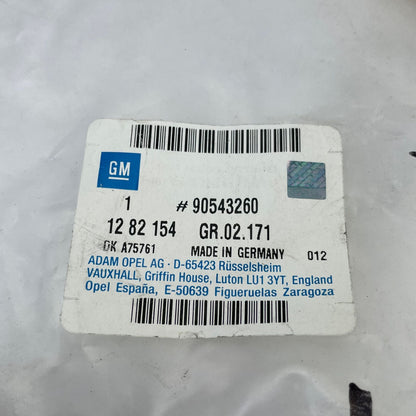 GM
1 # 90543260
12 82 154 GR.02.171
DK A75761 MADE IN GERMANY 012
ADAM OPEL AG · D-65423 Rüsselsheim
VAUXHALL, Griffin House, Luton LU1 3YT, England
Opel España, E-50639 Figueruelas Zaragoza